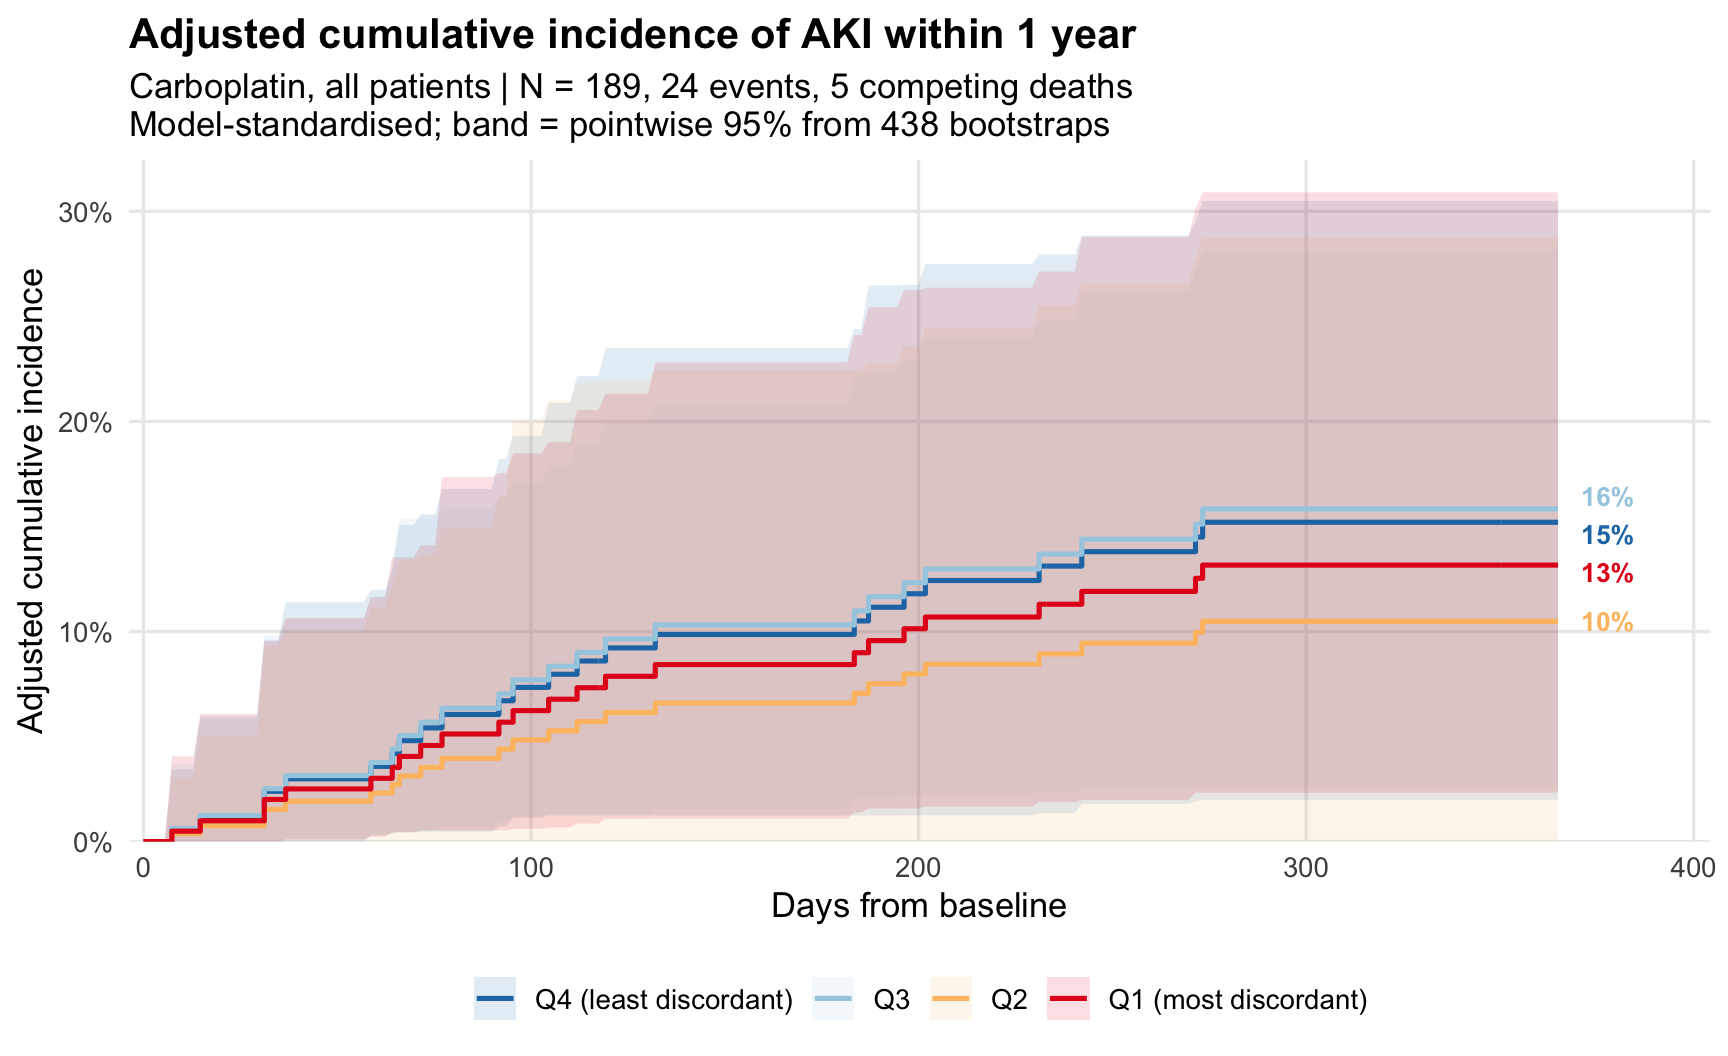 Adjusted cumulative incidence of AKI within 1 year
Carboplatin, all patients | N = 189, 24 events, 5 competing deaths
Model-standardised; band = pointwise 95% from 438 bootstraps
Adjusted cumulative incidence
30%
20%
10%
0%
16%
15%
13%
10%
0 100 200 300 400
Days from baseline
Q4 (least discordant) Q3 Q2 Q1 (most discordant)